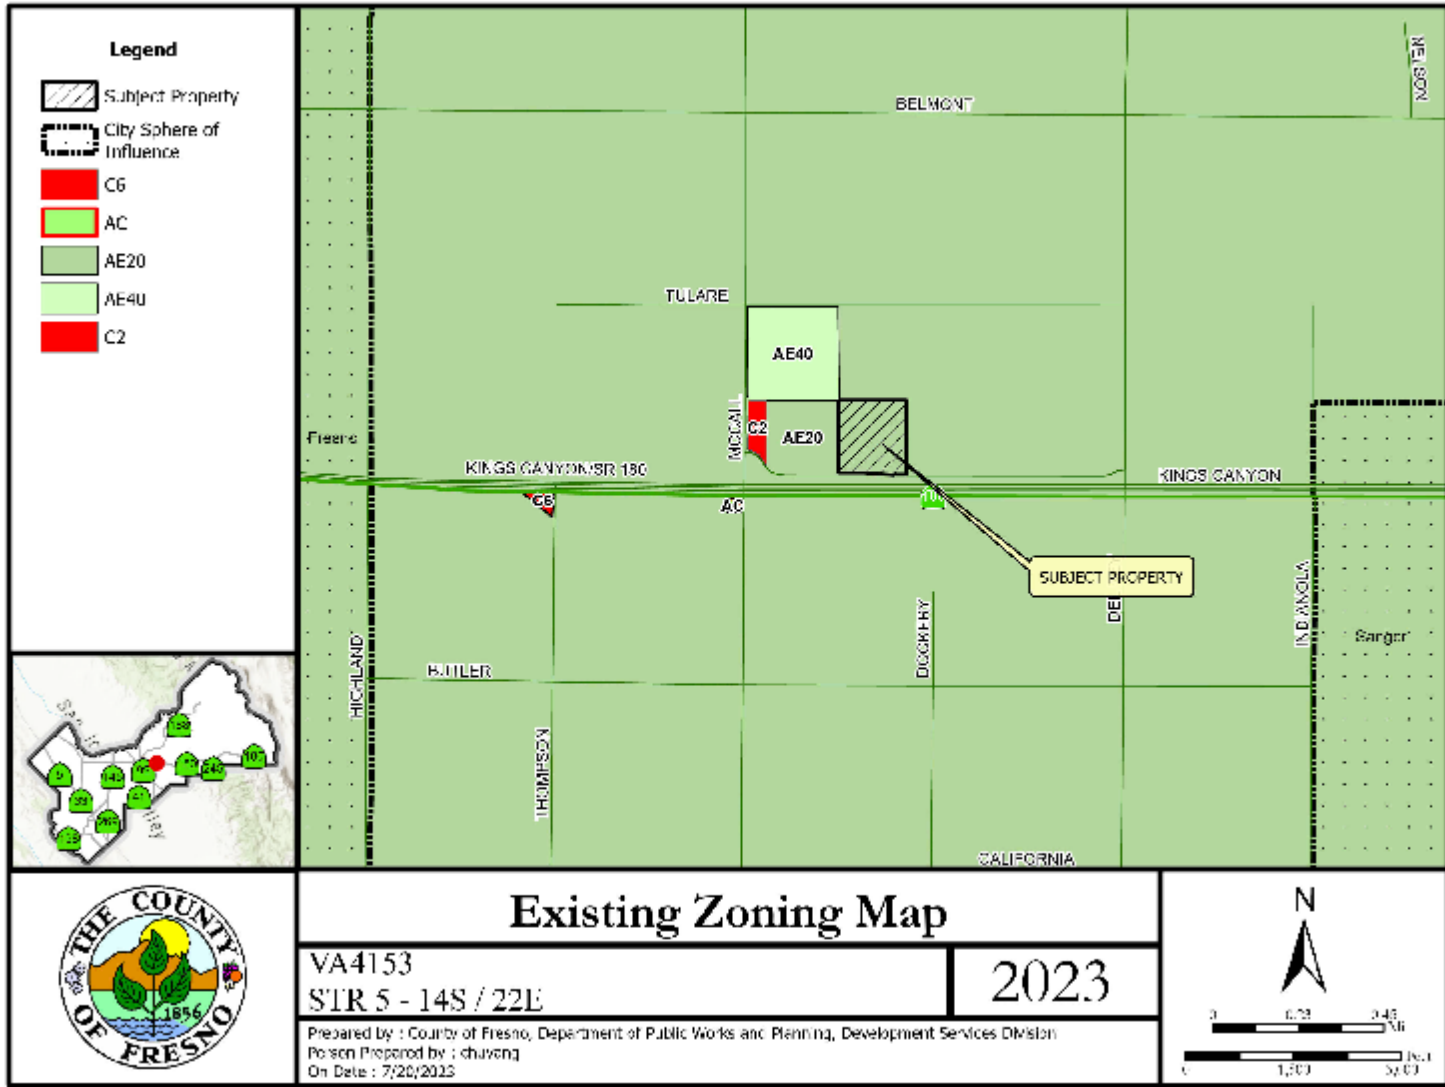 Legend
Subject Property
City Sphere of
Influence
C6
AC
AE20
AE40
C2
NELSON
BELMONT
TULARE
AE40
MCCALL
C2
AE20
Fresno
KINGS CANYON/SR 180
KINGS CANYON
C6
AC
SUBJECT PROPERTY
INDIANOLA
DOCKERY
Sanger
HIGHLAND
BUTLER
THOMPSON
CALIFORNIA
THE COUNTY
OF FRESNO
1856
Existing Zoning Map
VA4153
STR 5 - 14S / 22E
2023
Prepared by : County of Fresno, Department of Public Works and Planning, Development Services Division
Person Prepared by : chuvang
On Date : 7/20/2023
N